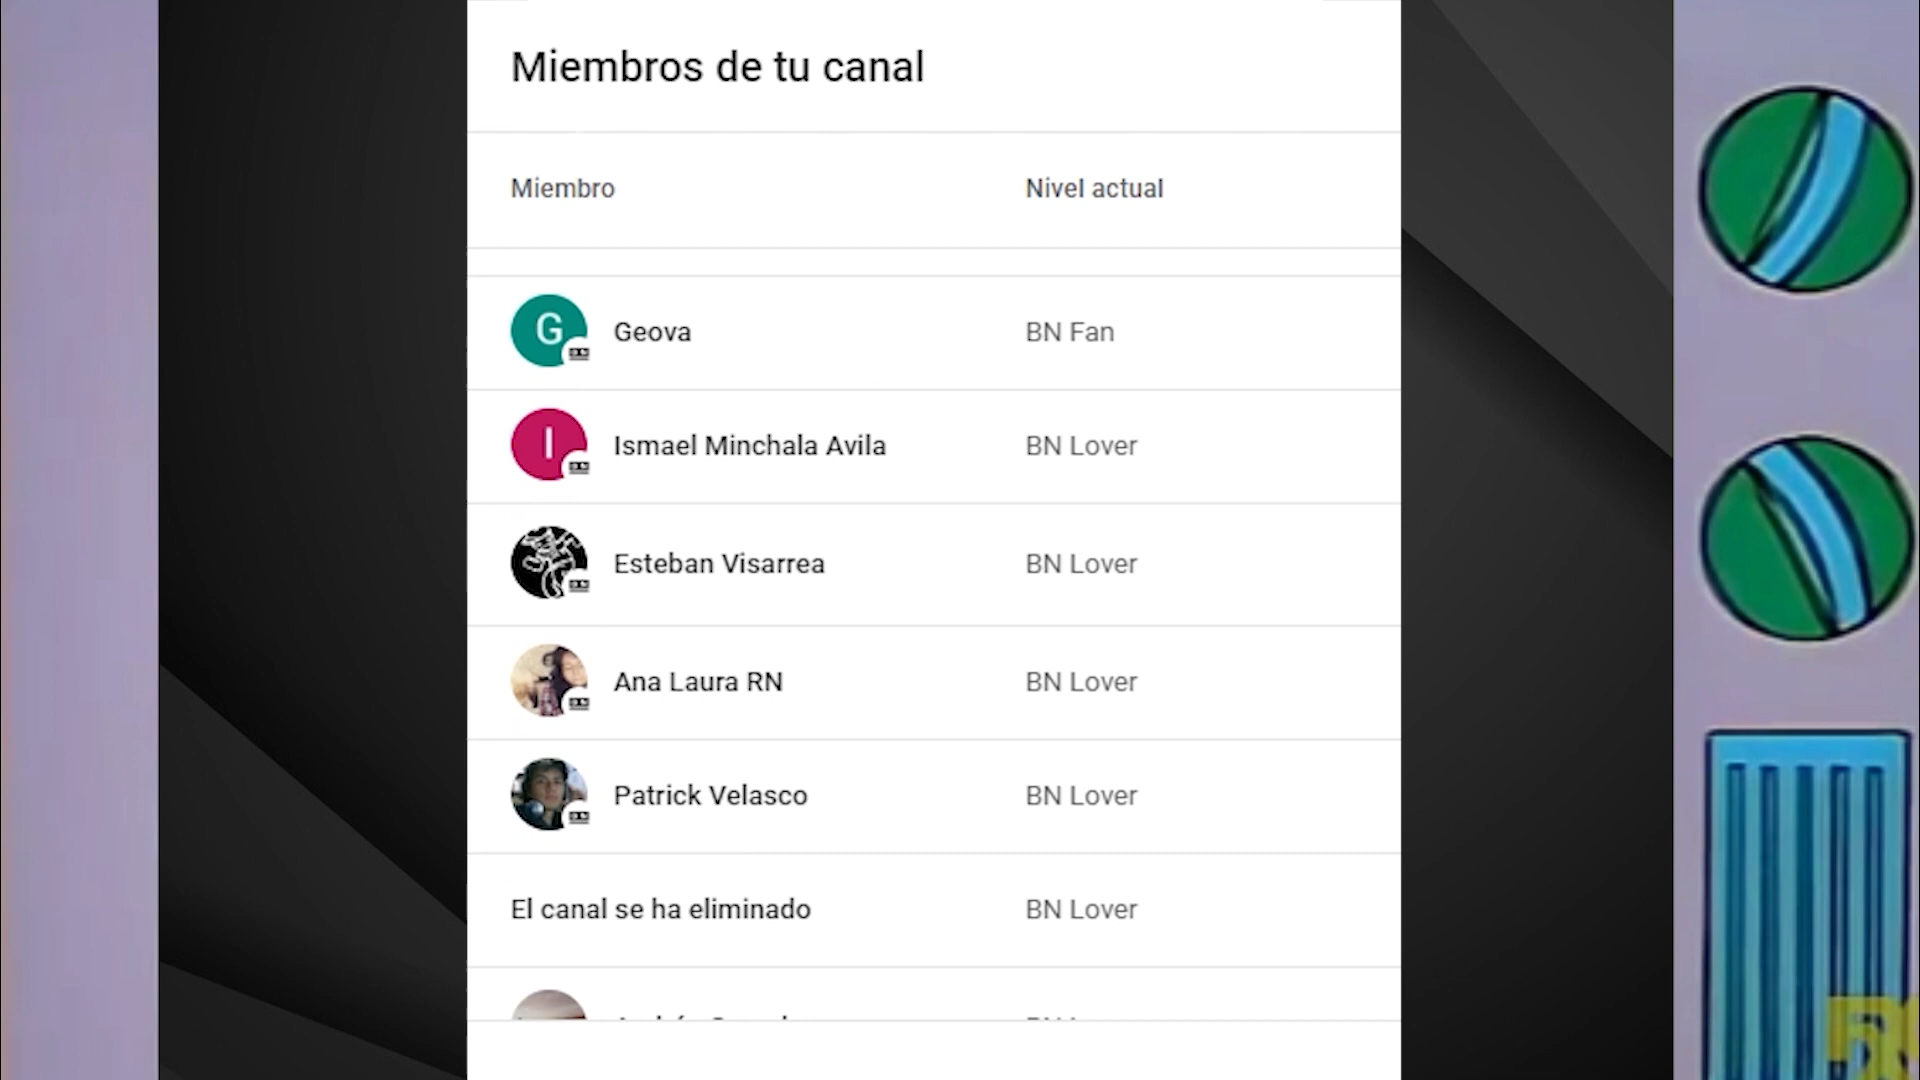 Miembros de tu canal
Miembro Nivel actual
G Geova BN Fan
I Ismael Minchala Avila BN Lover
Esteban Visarrea BN Lover
Ana Laura RN BN Lover
Patrick Velasco BN Lover
El canal se ha eliminado BN Lover